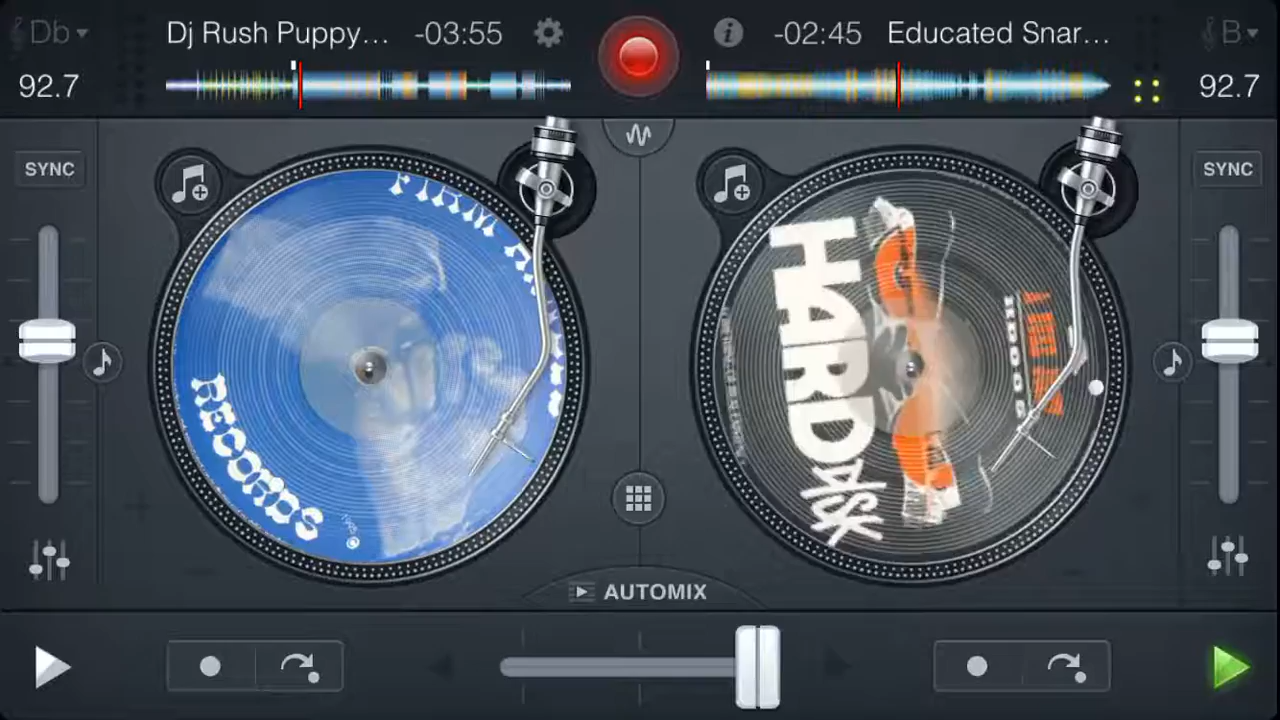 Db
Dj Rush Puppy... -03:55
-02:45 Educated Snar...
B
92.7
92.7
SYNC
SYNC
RECORDS
HARD
DISK
AUTOMIX